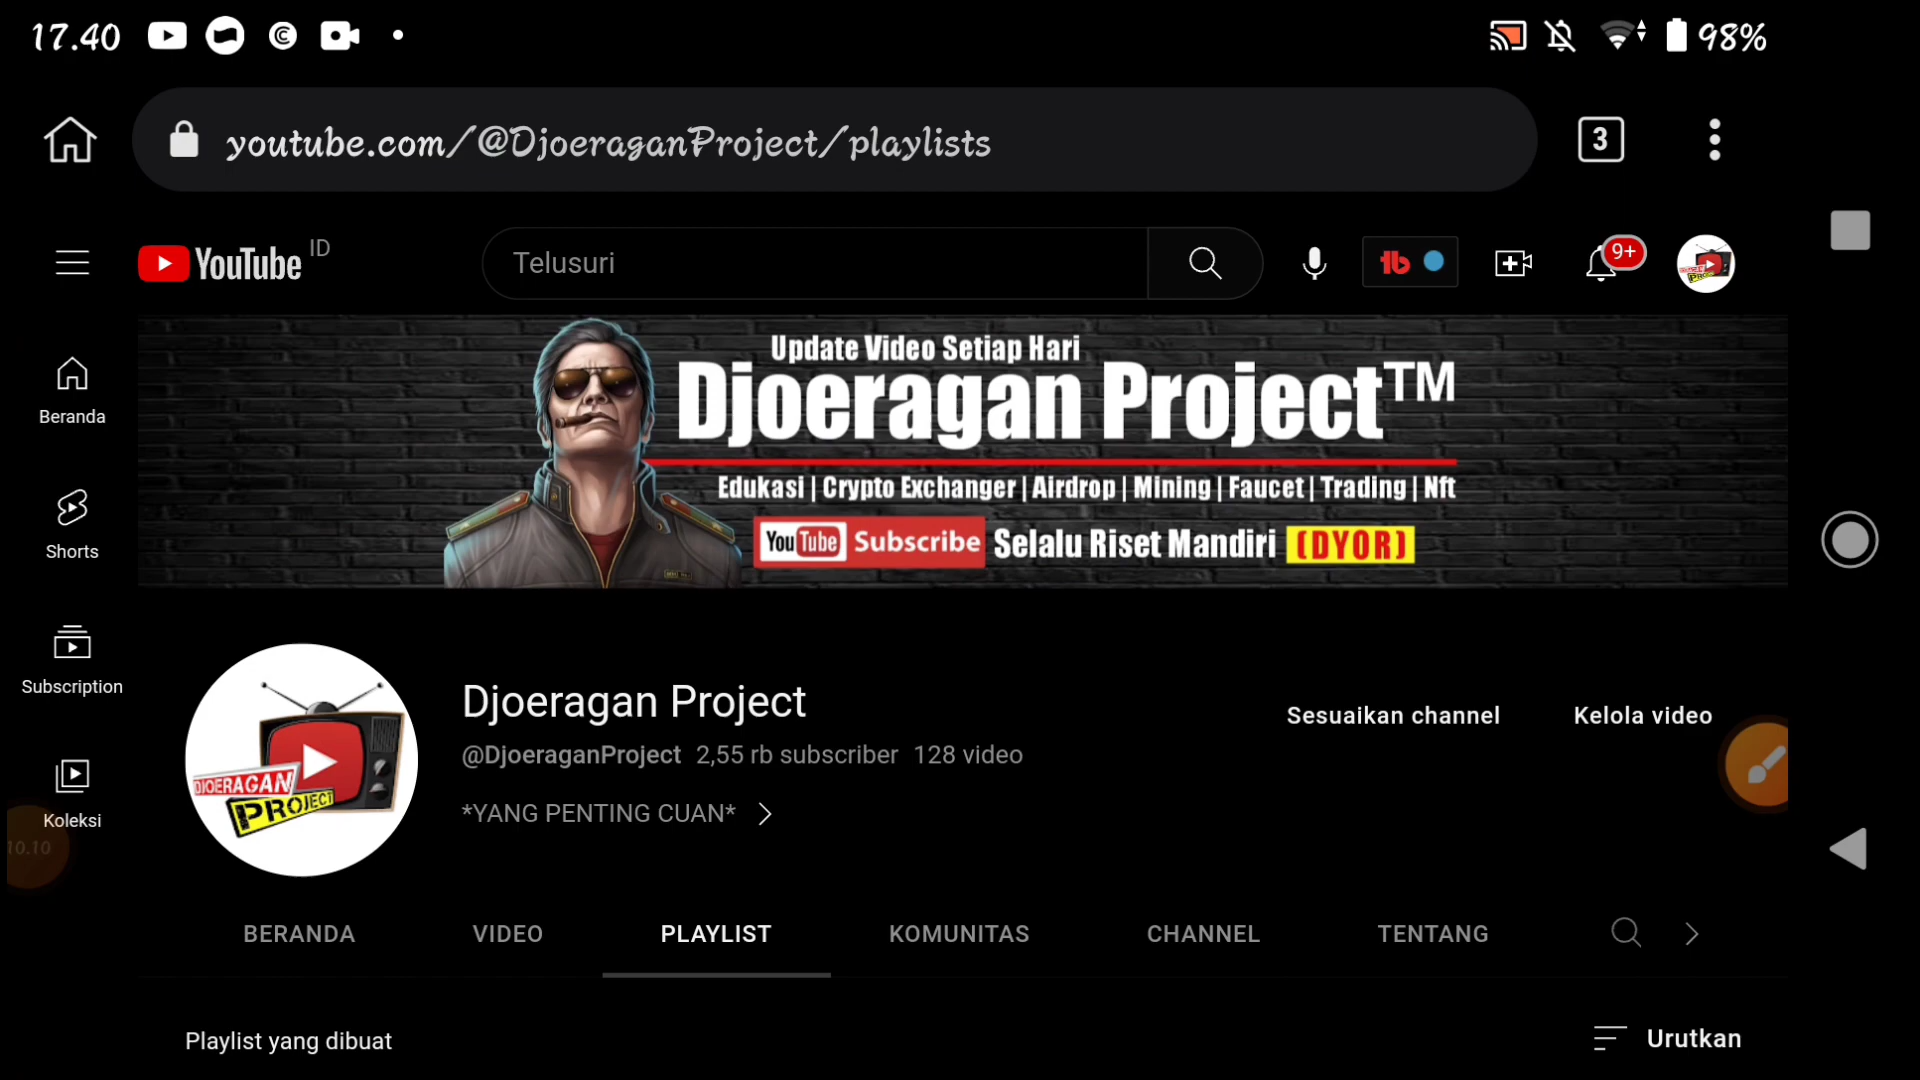 17.40
98%
youtube.com/@DjoeraganProject/playlists
3
YouTube ID
Telusuri
9+
Update Video Setiap Hari
Djoeragan Project™
Edukasi | Crypto Exchanger | Airdrop | Mining | Faucet | Trading | Nft
YouTube Subscribe Selalu Riset Mandiri (DYOR)
Beranda
Shorts
Subscription
Koleksi
10.10
DJOERAGAN
PROJECT
Djoeragan Project
@DjoeraganProject 2,55 rb subscriber 128 video
*YANG PENTING CUAN*
Sesuaikan channel
Kelola video
BERANDA
VIDEO
PLAYLIST
KOMUNITAS
CHANNEL
TENTANG
Playlist yang dibuat
Urutkan